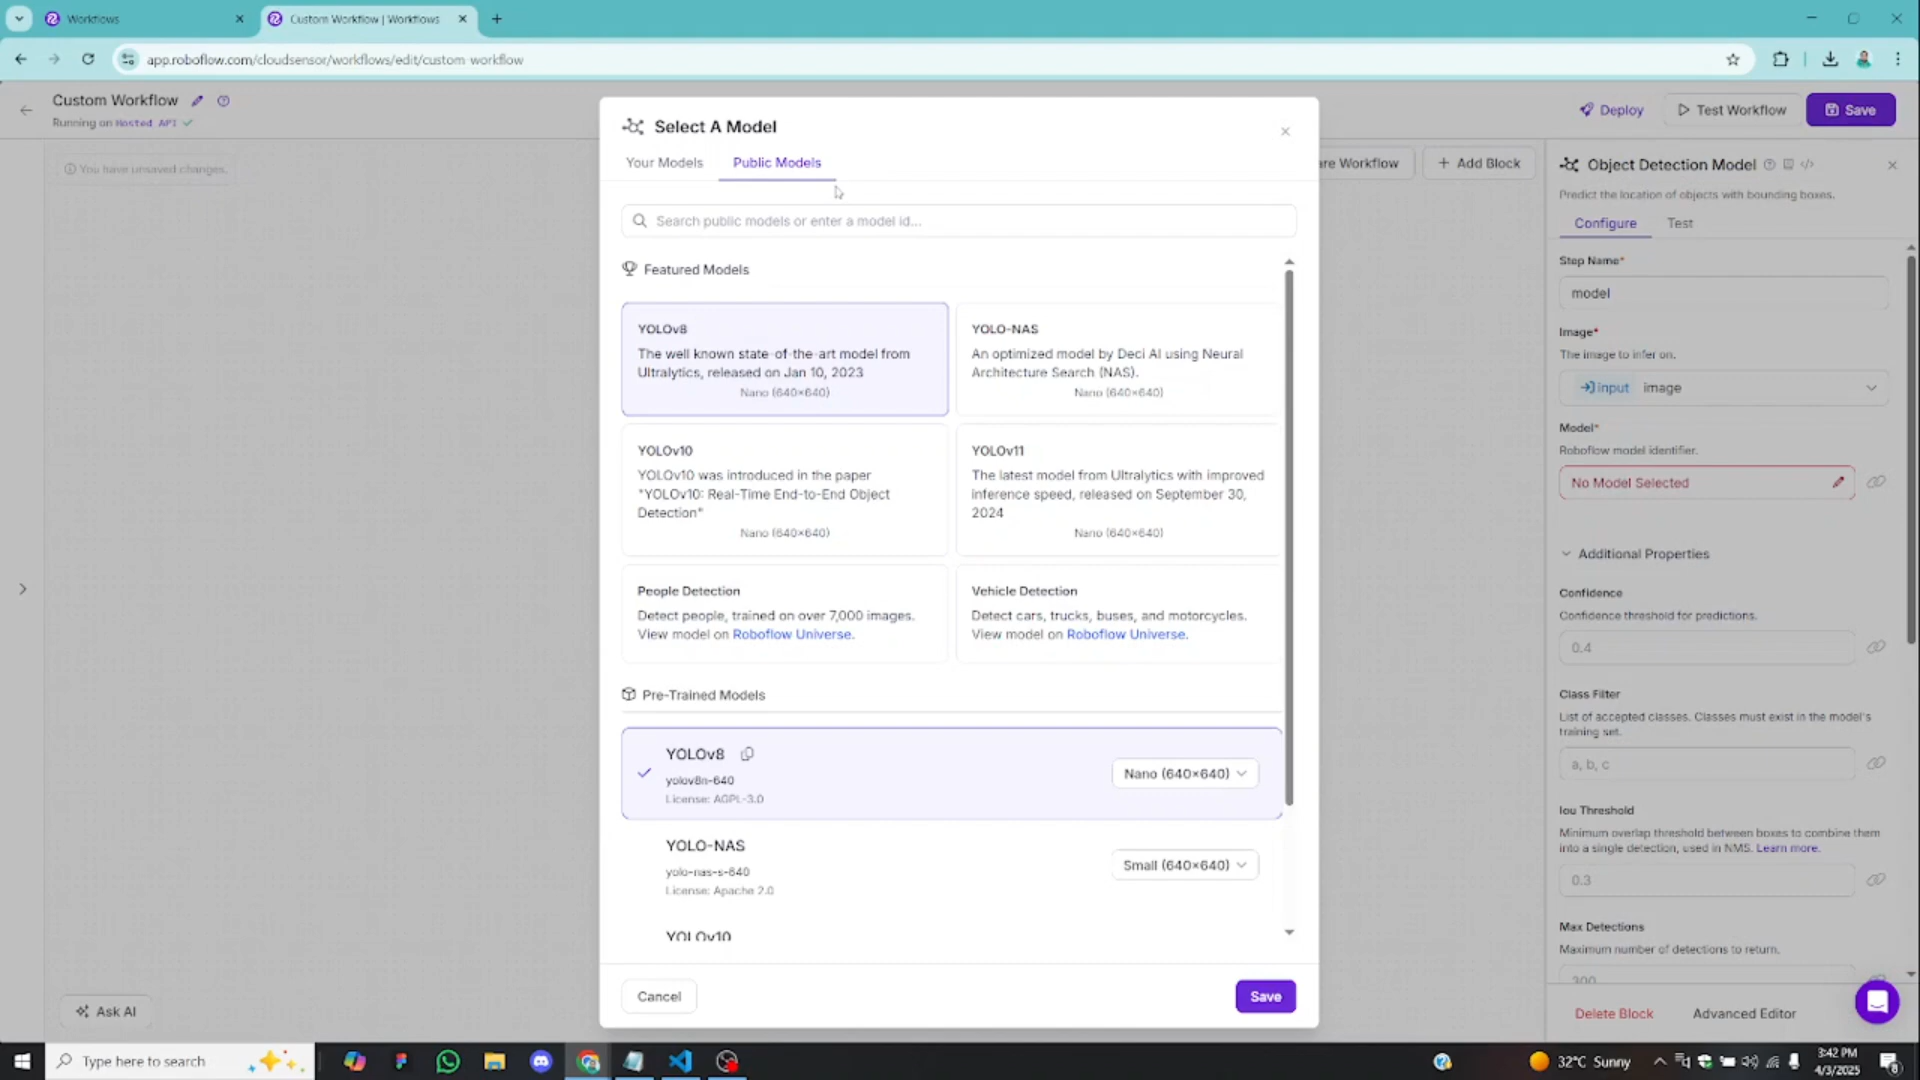 Workflows
Custom Workflow | Workflows
app.roboflow.com/cloudsensor/workflows/edit/custom-workflow
Custom Workflow
Running on Hosted API
Deploy
Test Workflow
Save
You have unsaved changes.
are Workflow
Add Block
Select A Model
Your Models
Public Models
Search public models or enter a model id...
Featured Models
YOLOv8
The well known state-of-the-art model from
Ultralytics, released on Jan 10, 2023
Nano (640×640)
YOLO-NAS
An optimized model by Deci AI using Neural
Architecture Search (NAS).
Nano (640×640)
YOLOv10
YOLOv10 was introduced in the paper
"YOLOv10: Real-Time End-to-End Object
Detection"
Nano (640×640)
YOLOv11
The latest model from Ultralytics with improved
inference speed, released on September 30,
2024
Nano (640×640)
People Detection
Detect people, trained on over 7,000 images.
View model on Roboflow Universe.
Vehicle Detection
Detect cars, trucks, buses, and motorcycles.
View model on Roboflow Universe.
Pre-Trained Models
YOLOv8
yolov8n-640
License: AGPL-3.0
Nano (640×640)
YOLO-NAS
yolo-nas-s-640
License: Apache 2.0
Small (640×640)
YOLOv10
Cancel
Save
Object Detection Model
Predict the location of objects with bounding boxes.
Configure
Test
Step Name*
model
Image*
The image to infer on.
input image
Model*
Roboflow model identifier.
No Model Selected
Additional Properties
Confidence
Confidence threshold for predictions.
0.4
Class Filter
List of accepted classes. Classes must exist in the model's
training set.
a, b, c
Iou Threshold
Minimum overlap threshold between boxes to combine them
into a single detection, used in NMS. Learn more.
0.3
Max Detections
Maximum number of detections to return.
300
Delete Block
Advanced Editor
Ask AI
Type here to search
32°C Sunny
3:42 PM
4/3/2025
8